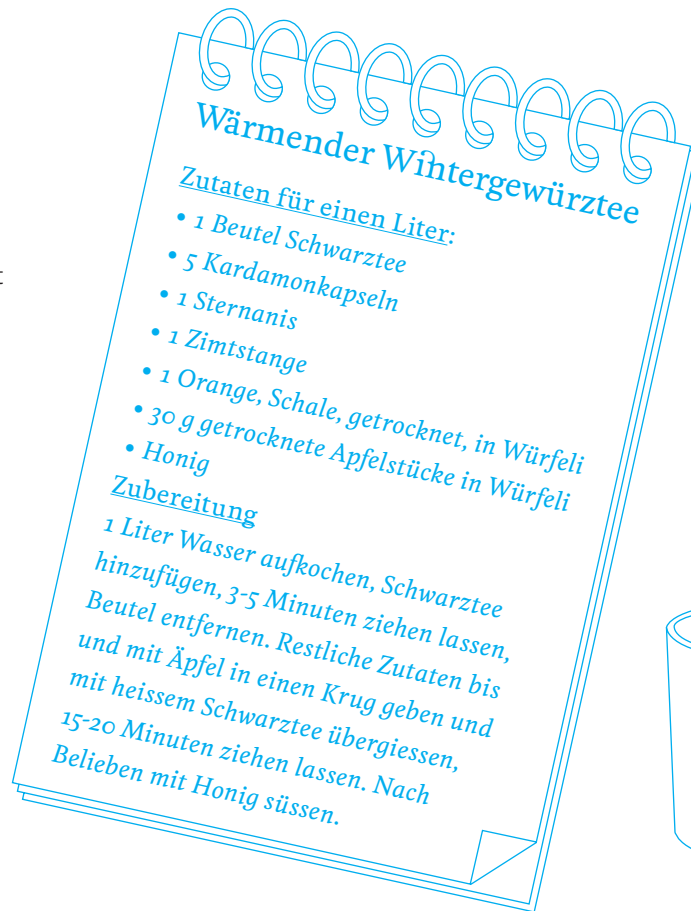 Wärmender Wintergewürztee
Zutaten für einen Liter:
• 1 Beutel Schwarztee
• 5 Kardamonkapseln
• 1 Sternanis
• 1 Zimtstange
• 1 Orange, Schale, getrocknet, in Würfeli
• 30 g getrocknete Apfelstücke in Würfeli
• Honig
Zubereitung
1 Liter Wasser aufkochen, Schwarztee
hinzufügen, 3-5 Minuten ziehen lassen,
Beutel entfernen. Restliche Zutaten bis
und mit Äpfel in einen Krug geben und
mit heissem Schwarztee übergiessen,
15-20 Minuten ziehen lassen. Nach
Belieben mit Honig süssen.